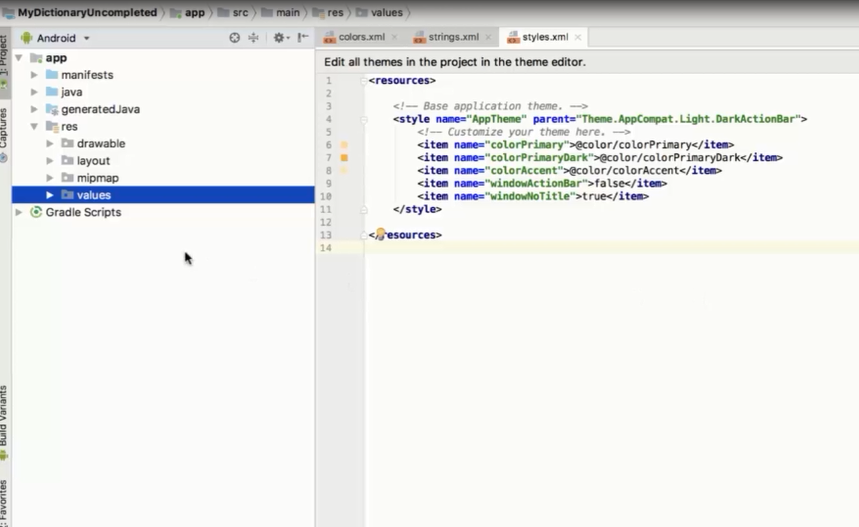 MyDictionaryUncompleted app src main res values
Android
colors.xml strings.xml styles.xml
1: Project
Captures
Build Variants
Favorites
app
manifests
java
generatedJava
res
drawable
layout
mipmap
values
Gradle Scripts
Edit all themes in the project in the theme editor.
1 <resources>
2
3 <!-- Base application theme. -->
4 <style name="AppTheme" parent="Theme.AppCompat.Light.DarkActionBar">
5 <!-- Customize your theme here. -->
6 <item name="colorPrimary">@color/colorPrimary</item>
7 <item name="colorPrimaryDark">@color/colorPrimaryDark</item>
8 <item name="colorAccent">@color/colorAccent</item>
9 <item name="windowActionBar">false</item>
10 <item name="windowNoTitle">true</item>
11 </style>
12
13 </resources>
14